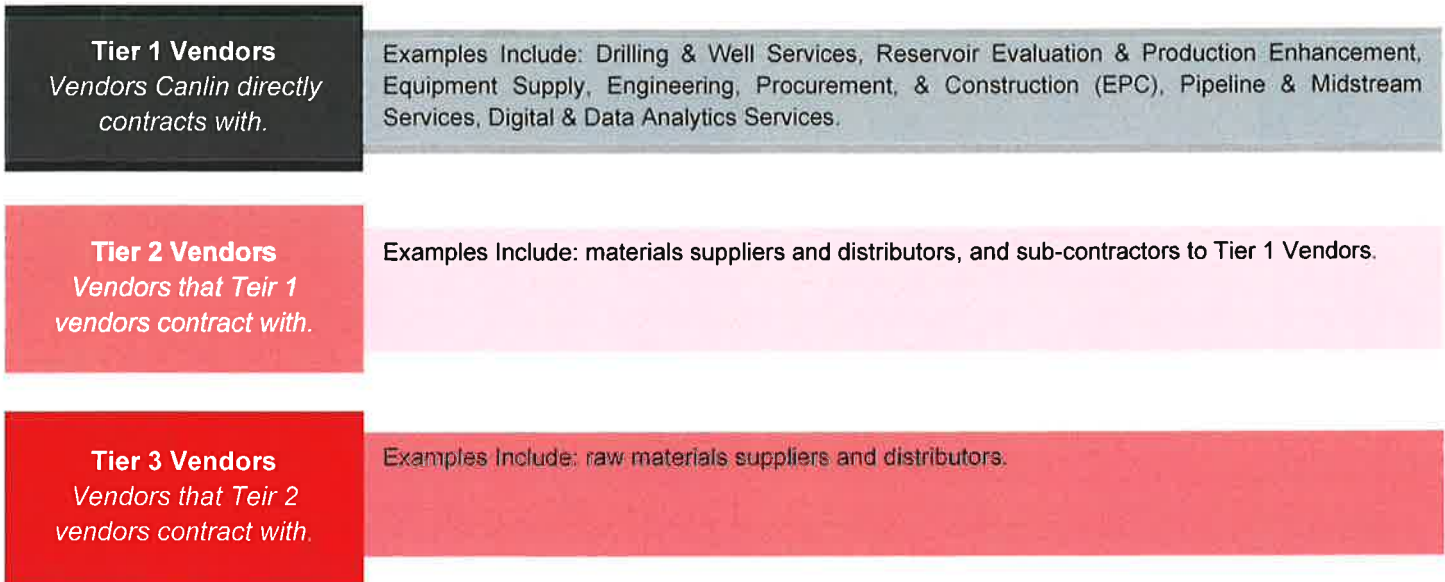 Tier 1 Vendors
Vendors Canlin directly
contracts with.
Examples Include: Drilling & Well Services, Reservoir Evaluation & Production Enhancement,
Equipment Supply, Engineering, Procurement, & Construction (EPC), Pipeline & Midstream
Services, Digital & Data Analytics Services.
Tier 2 Vendors
Vendors that Teir 1
vendors contract with.
Examples Include: materials suppliers and distributors, and sub-contractors to Tier 1 Vendors.
Tier 3 Vendors
Vendors that Teir 2
vendors contract with.
Examples Include: raw materials suppliers and distributors.